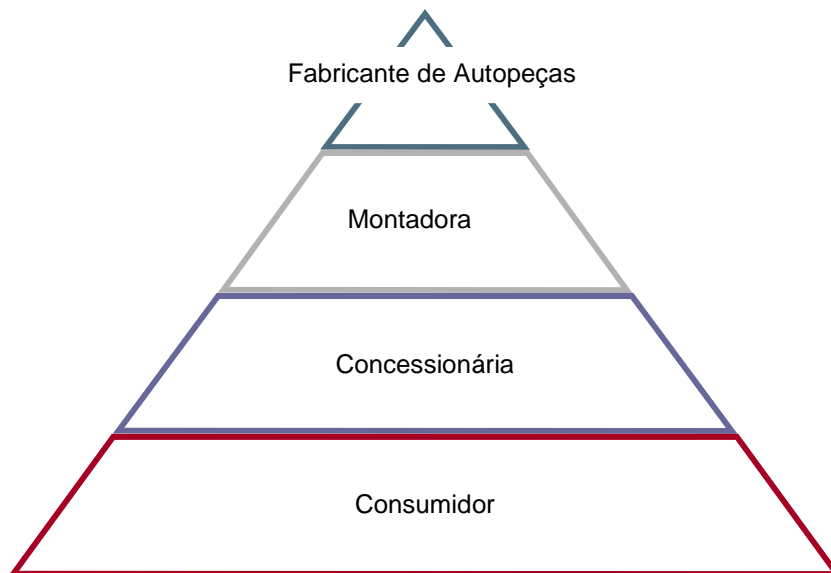 Fabricante de Autopeças
Montadora
Concessionária
Consumidor